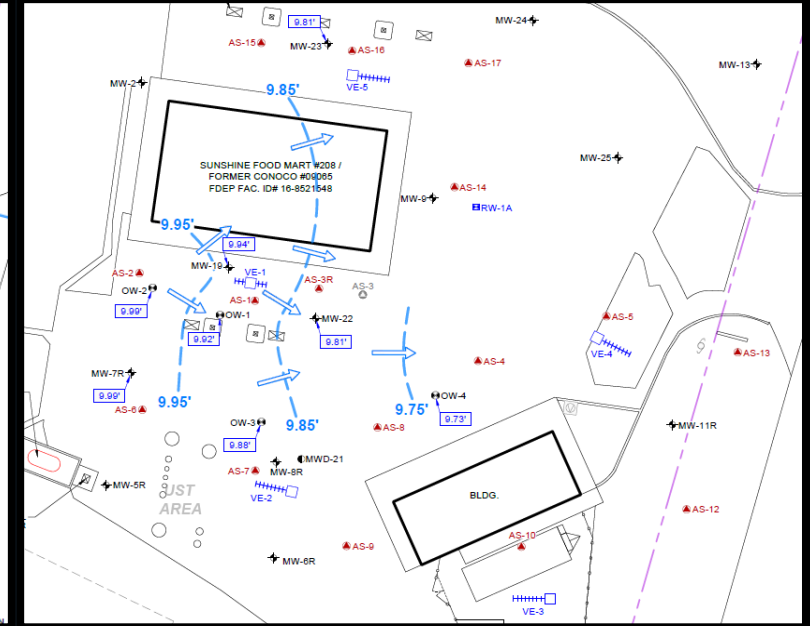 MW-24
9.81'
AS-15
MW-23
AS-16
AS-17
MW-13
MW-2
VE-5
9.85'
SUNSHINE FOOD MART #208 /
FORMER CONOCO #09065
FDEP FAC. ID# 16-8521648
MW-25
AS-14
MW-9
RW-1A
9.95'
9.94'
MW-19
AS-2
VE-1
AS-3R
AS-3
OW-2
AS-1
9.99'
OW-1
MW-22
AS-5
9.92'
9.81'
VE-4
AS-13
AS-4
MW-7R
9.99'
OW-4
9.95'
AS-6
9.75'
9.73'
OW-3
9.85'
AS-8
MW-11R
9.88'
MWD-21
AS-7
MW-8R
MW-5R
UST
AREA
VE-2
BLDG.
AS-12
AS-10
AS-9
MW-6R
VE-3